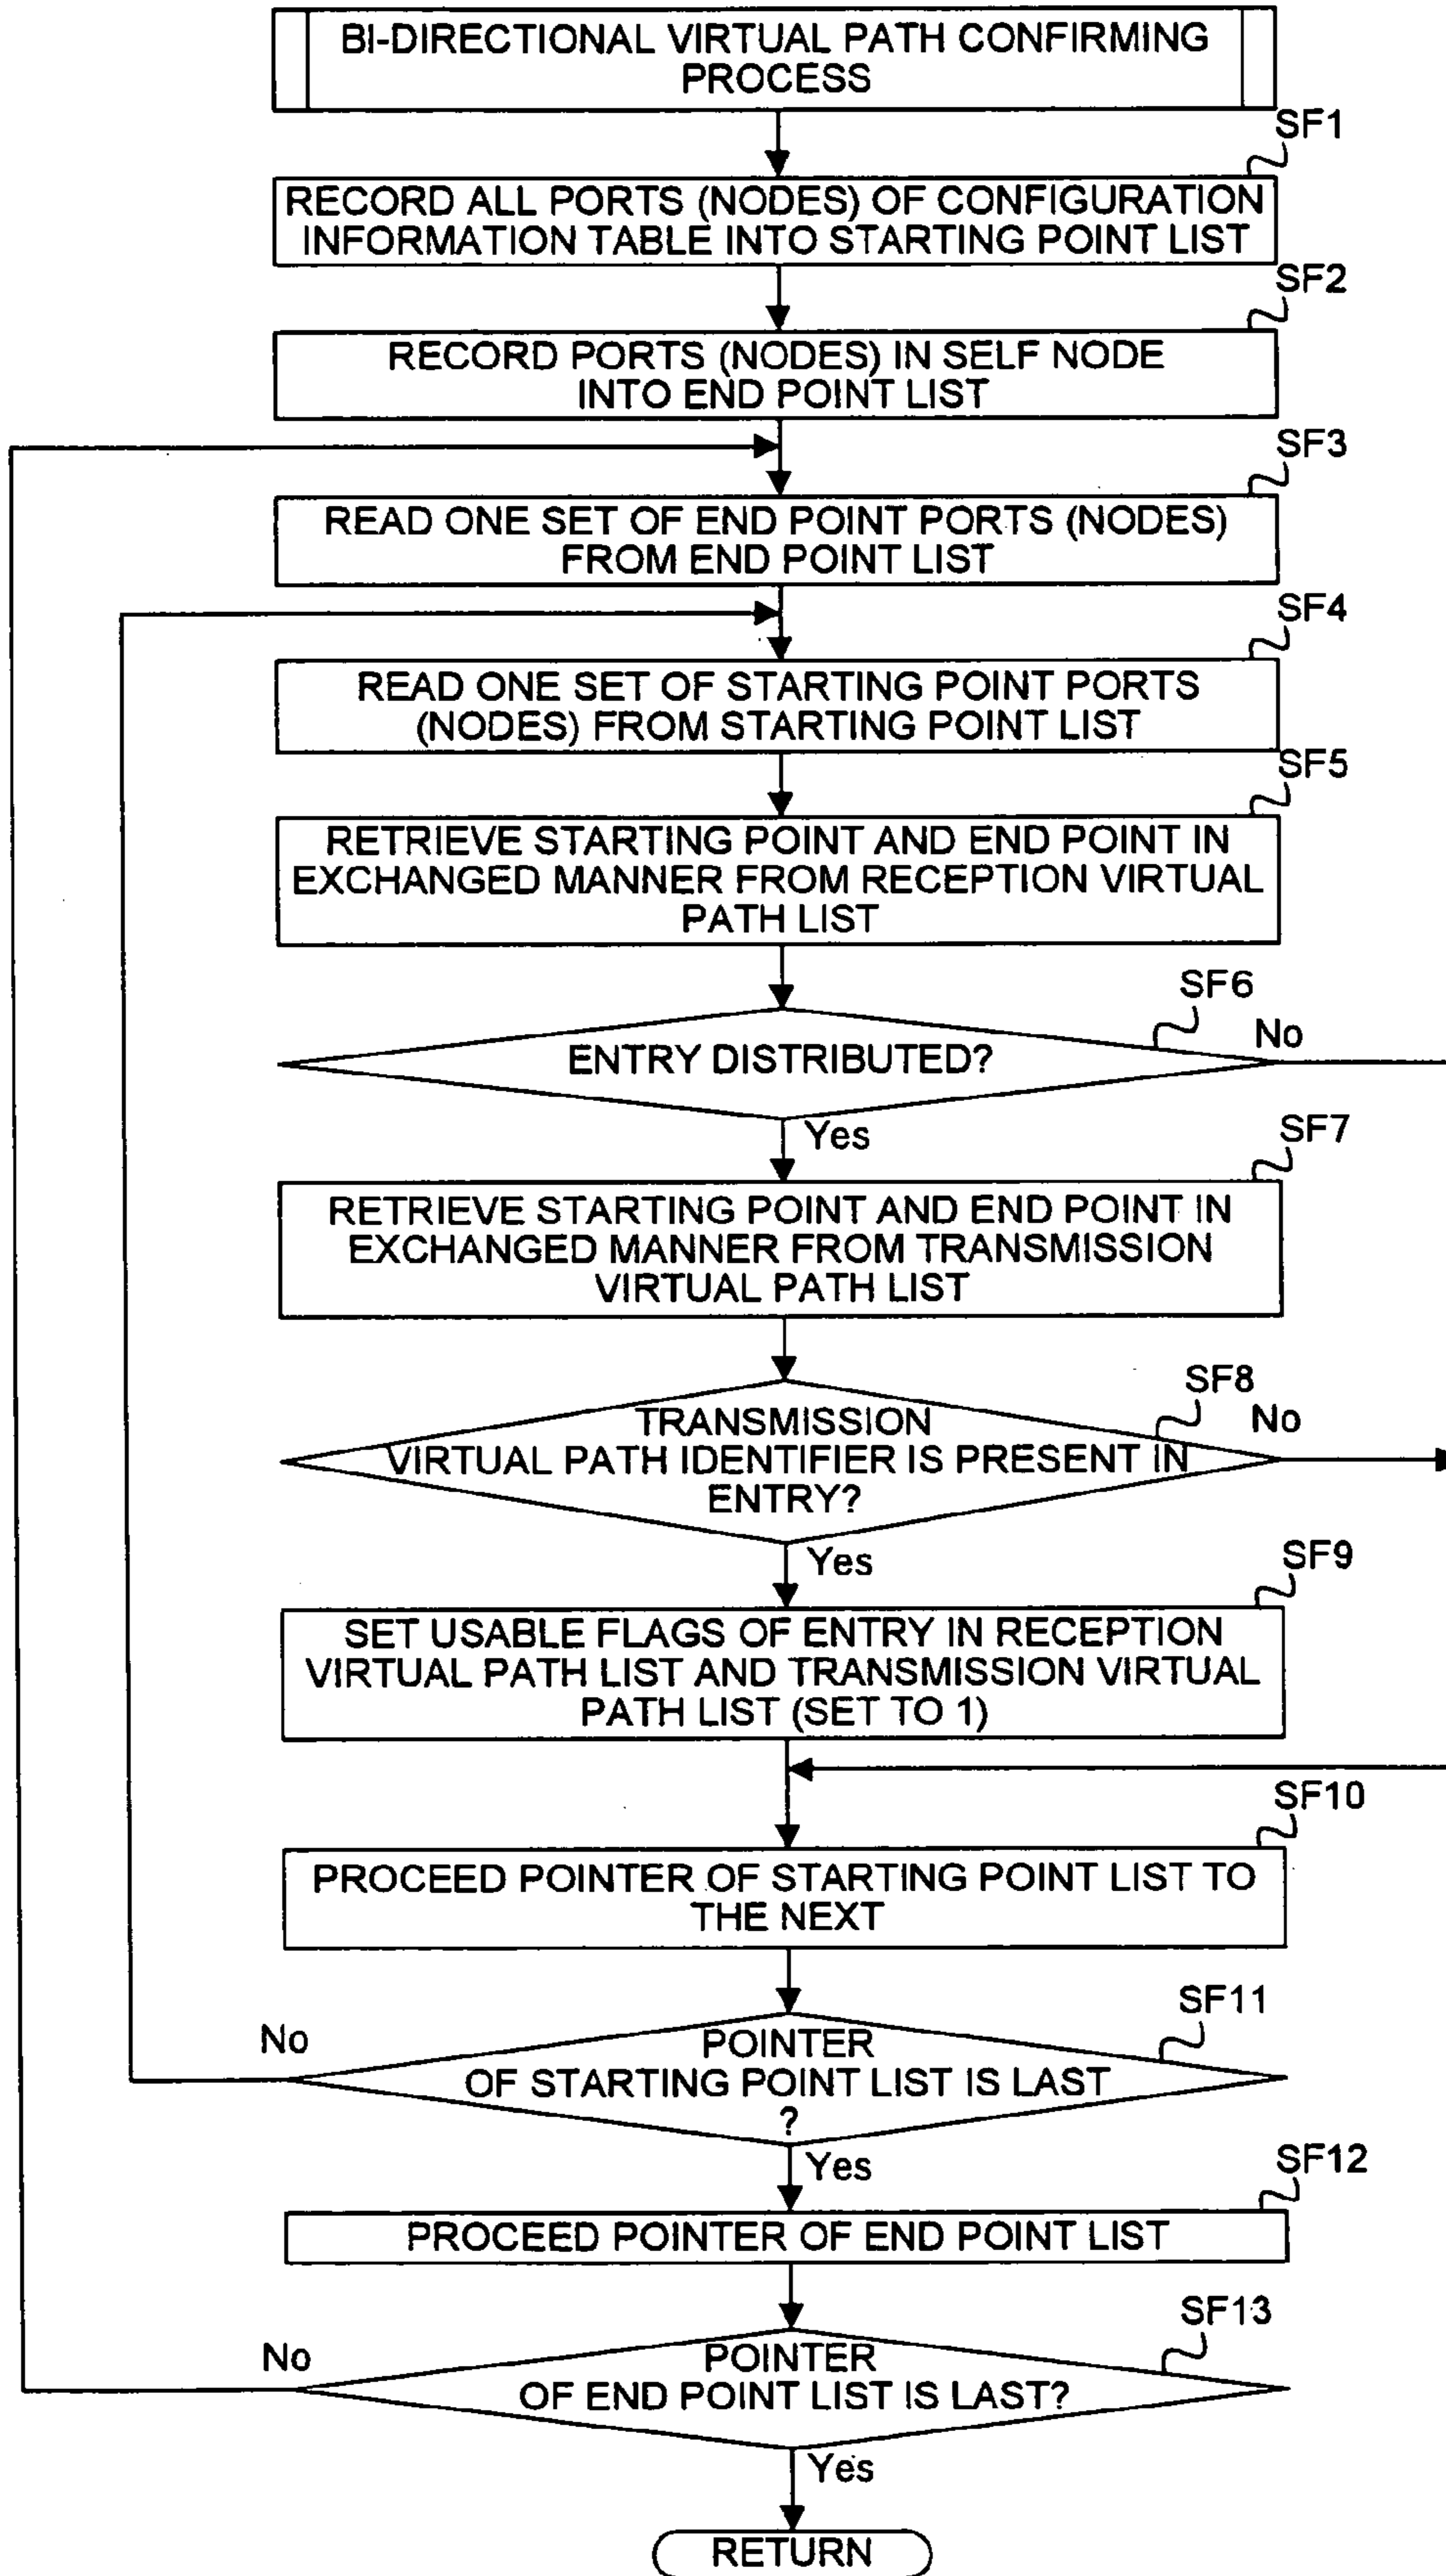 BI-DIRECTIONAL VIRTUAL PATH CONFIRMING
PROCESS
SF1
RECORD ALL PORTS (NODES) OF CONFIGURATION
INFORMATION TABLE INTO STARTING POINT LIST
SF2
RECORD PORTS (NODES) IN SELF NODE
INTO END POINT LIST
SF3
READ ONE SET OF END POINT PORTS (NODES)
FROM END POINT LIST
SF4
READ ONE SET OF STARTING POINT PORTS
(NODES) FROM STARTING POINT LIST
SF5
RETRIEVE STARTING POINT AND END POINT IN
EXCHANGED MANNER FROM RECEPTION VIRTUAL
PATH LIST
SF6
No
ENTRY DISTRIBUTED?
Yes
SF7
RETRIEVE STARTING POINT AND END POINT IN
EXCHANGED MANNER FROM TRANSMISSION
VIRTUAL PATH LIST
SF8
No
TRANSMISSION
VIRTUAL PATH IDENTIFIER IS PRESENT IN
ENTRY?
Yes
SF9
SET USABLE FLAGS OF ENTRY IN RECEPTION
VIRTUAL PATH LIST AND TRANSMISSION VIRTUAL
PATH LIST (SET TO 1)
SF10
PROCEED POINTER OF STARTING POINT LIST TO
THE NEXT
SF11
No
POINTER
OF STARTING POINT LIST IS LAST
?
Yes
SF12
PROCEED POINTER OF END POINT LIST
SF13
No
POINTER
OF END POINT LIST IS LAST?
Yes
RETURN